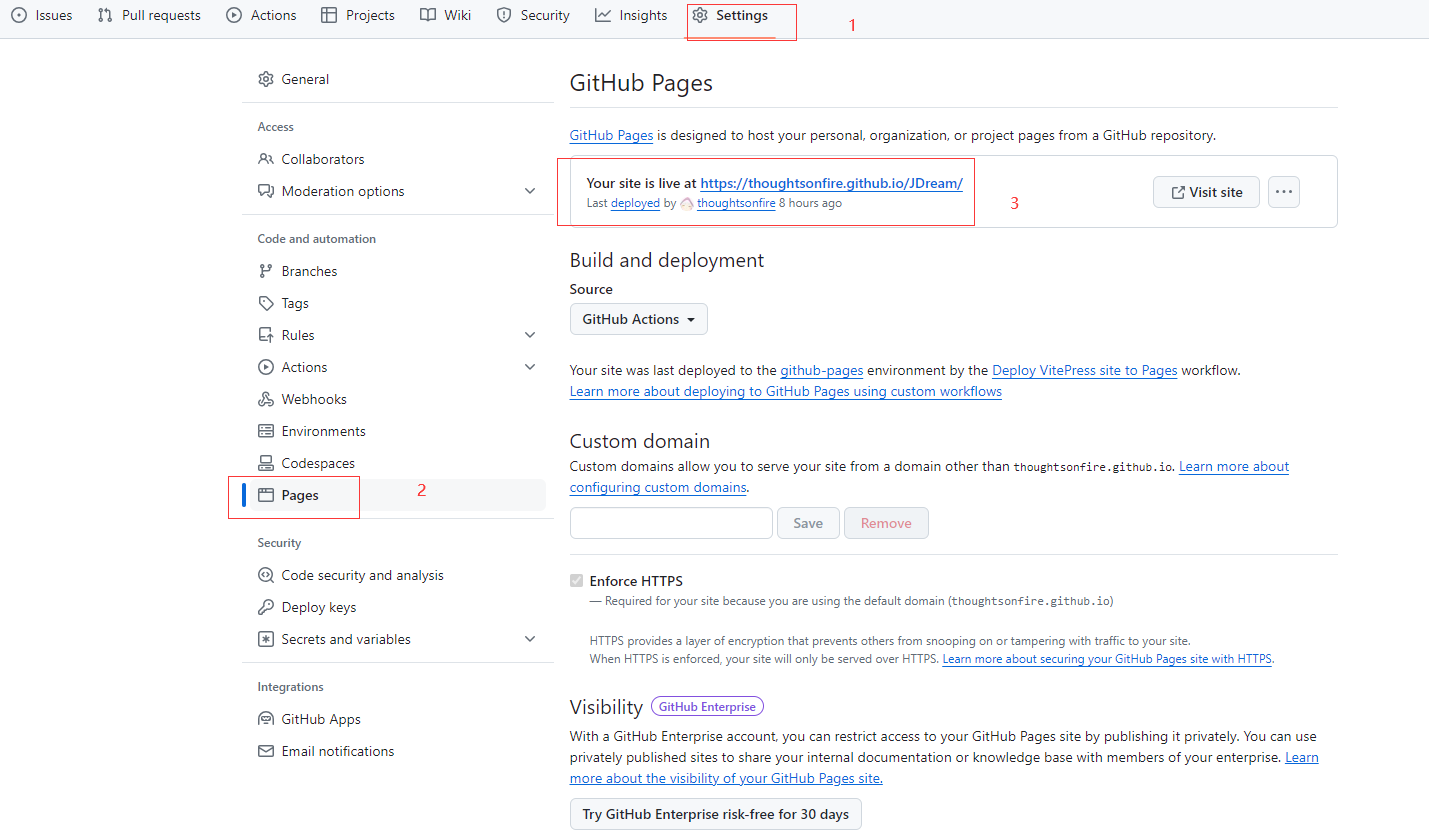 Issues Pull requests Actions Projects Wiki Security Insights Settings 1
General
Access
Collaborators
Moderation options
Code and automation
Branches
Tags
Rules
Actions
Webhooks
Environments
Codespaces
Pages 2
Security
Code security and analysis
Deploy keys
Secrets and variables
Integrations
GitHub Apps
Email notifications
GitHub Pages
GitHub Pages is designed to host your personal, organization, or project pages from a GitHub repository.
Your site is live at https://thoughtsonfire.github.io/JDream/
Last deployed by thoughtsonfire 8 hours ago
3
Visit site
Build and deployment
Source
GitHub Actions
Your site was last deployed to the github-pages environment by the Deploy VitePress site to Pages workflow.
Learn more about deploying to GitHub Pages using custom workflows
Custom domain
Custom domains allow you to serve your site from a domain other than thoughtsonfire.github.io. Learn more about
configuring custom domains.
Save Remove
Enforce HTTPS
— Required for your site because you are using the default domain (thoughtsonfire.github.io)
HTTPS provides a layer of encryption that prevents others from snooping on or tampering with traffic to your site.
When HTTPS is enforced, your site will only be served over HTTPS. Learn more about securing your GitHub Pages site with HTTPS.
Visibility GitHub Enterprise
With a GitHub Enterprise account, you can restrict access to your GitHub Pages site by publishing it privately. You can use
privately published sites to share your internal documentation or knowledge base with members of your enterprise. Learn
more about the visibility of your GitHub Pages site.
Try GitHub Enterprise risk-free for 30 days